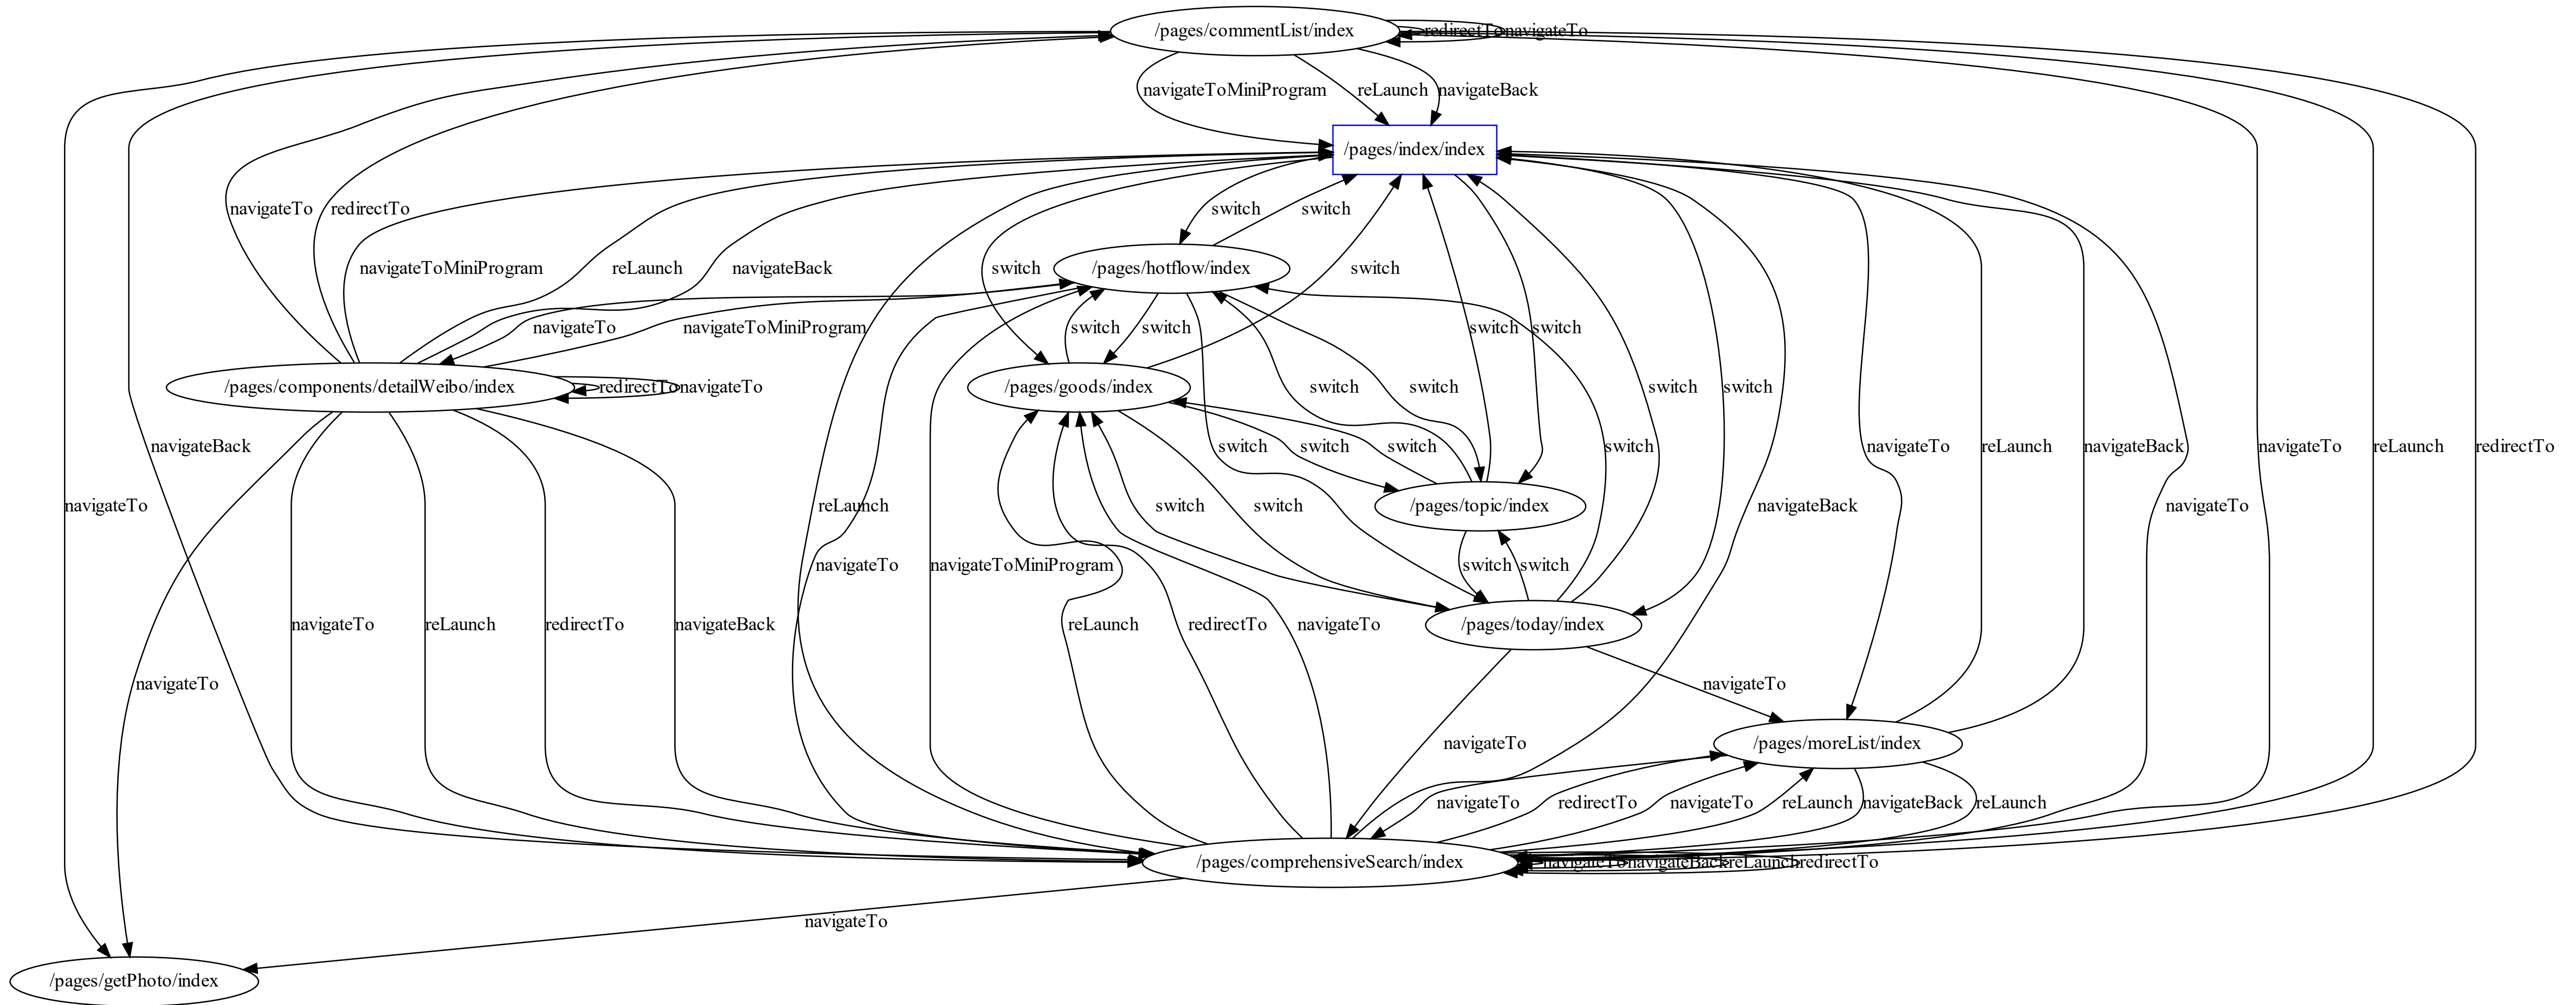 /pages/commentList/index
redirectTo
navigateTo
navigateToMiniProgram
reLaunch
navigateBack
/pages/index/index
navigateTo
redirectTo
switch
switch
navigateToMiniProgram
reLaunch
navigateBack
switch
/pages/hotflow/index
switch
navigateTo
navigateToMiniProgram
switch
switch
switch
switch
/pages/components/detailWeibo/index
redirectTo
navigateTo
/pages/goods/index
switch
switch
switch
switch
navigateBack
switch
switch
switch
switch
navigateTo
reLaunch
navigateBack
navigateTo
reLaunch
redirectTo
navigateTo
reLaunch
switch
switch
/pages/topic/index
navigateBack
navigateTo
navigateTo
navigateToMiniProgram
switch
switch
navigateTo
reLaunch
redirectTo
navigateBack
reLaunch
redirectTo
navigateTo
/pages/today/index
navigateTo
navigateTo
navigateTo
/pages/moreList/index
navigateTo
redirectTo
navigateTo
reLaunch
navigateBack
reLaunch
/pages/comprehensiveSearch/index
navigateTo
navigateBack
reLaunch
redirectTo
navigateTo
/pages/getPhoto/index